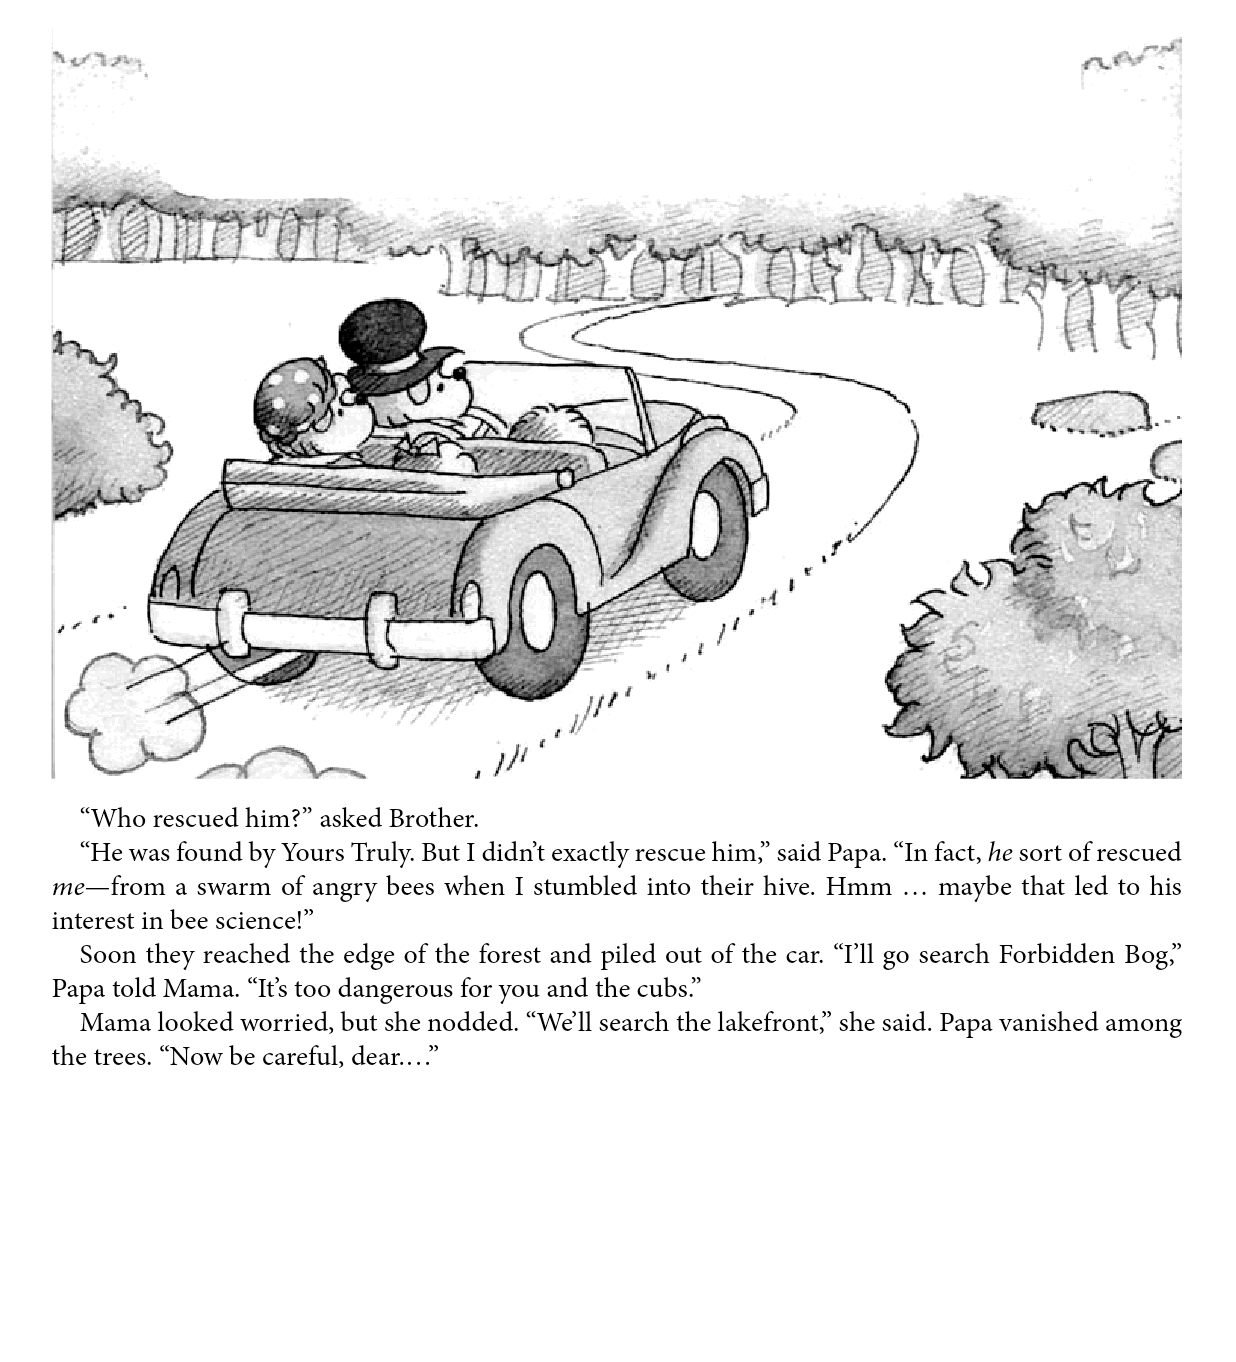 “Who rescued him?” asked Brother.
“He was found by Yours Truly. But I didn’t exactly rescue him,” said Papa. “In fact, he sort of rescued
me—from a swarm of angry bees when I stumbled into their hive. Hmm … maybe that led to his
interest in bee science!”
Soon they reached the edge of the forest and piled out of the car. “I’ll go search Forbidden Bog,”
Papa told Mama. “It’s too dangerous for you and the cubs.”
Mama looked worried, but she nodded. “We’ll search the lakefront,” she said. Papa vanished among
the trees. “Now be careful, dear.…”